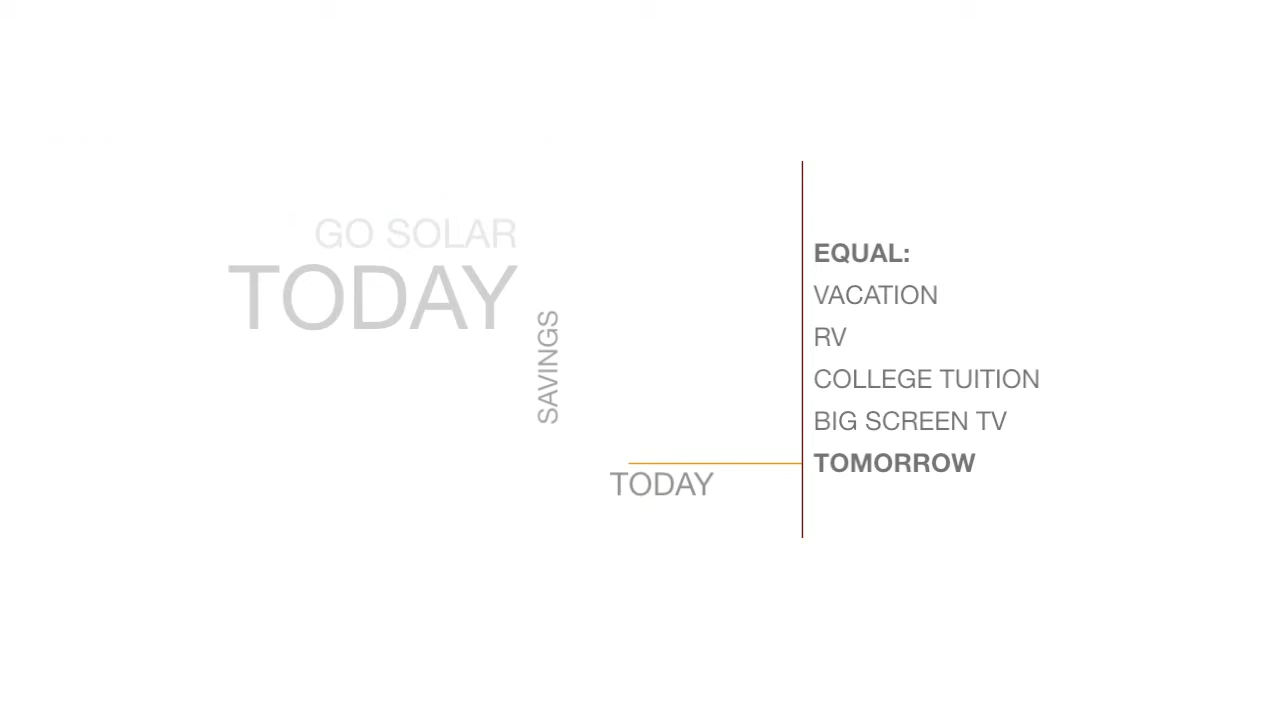 GO SOLAR
TODAY
SAVINGS
TODAY
EQUAL:
VACATION
RV
COLLEGE TUITION
BIG SCREEN TV
TOMORROW